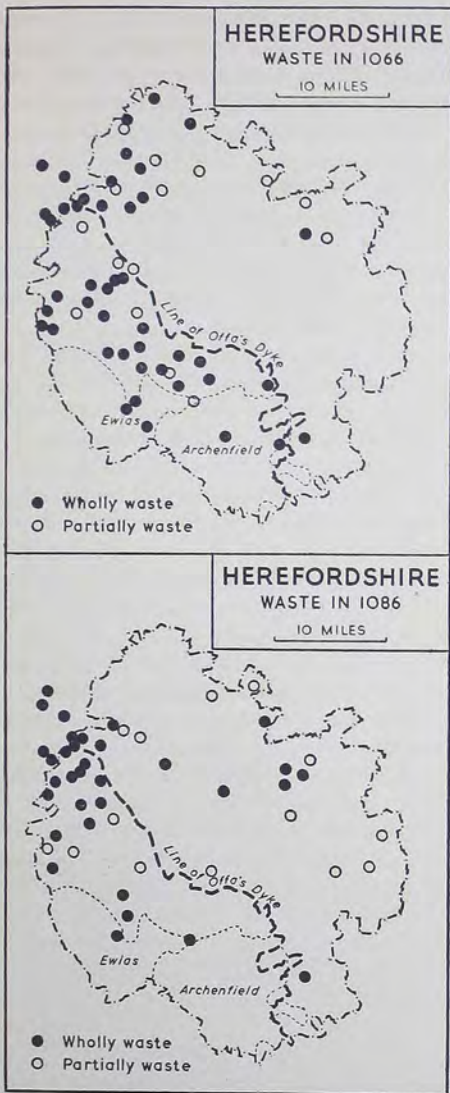 HEREFORDSHIRE
WASTE IN 1066
10 MILES
Line of Offa's Dyke
Ewias
Archenfield
Wholly waste
Partially waste
HEREFORDSHIRE
WASTE IN 1086
10 MILES
Line of Offa's Dyke
Ewias
Archenfield
Wholly waste
Partially waste